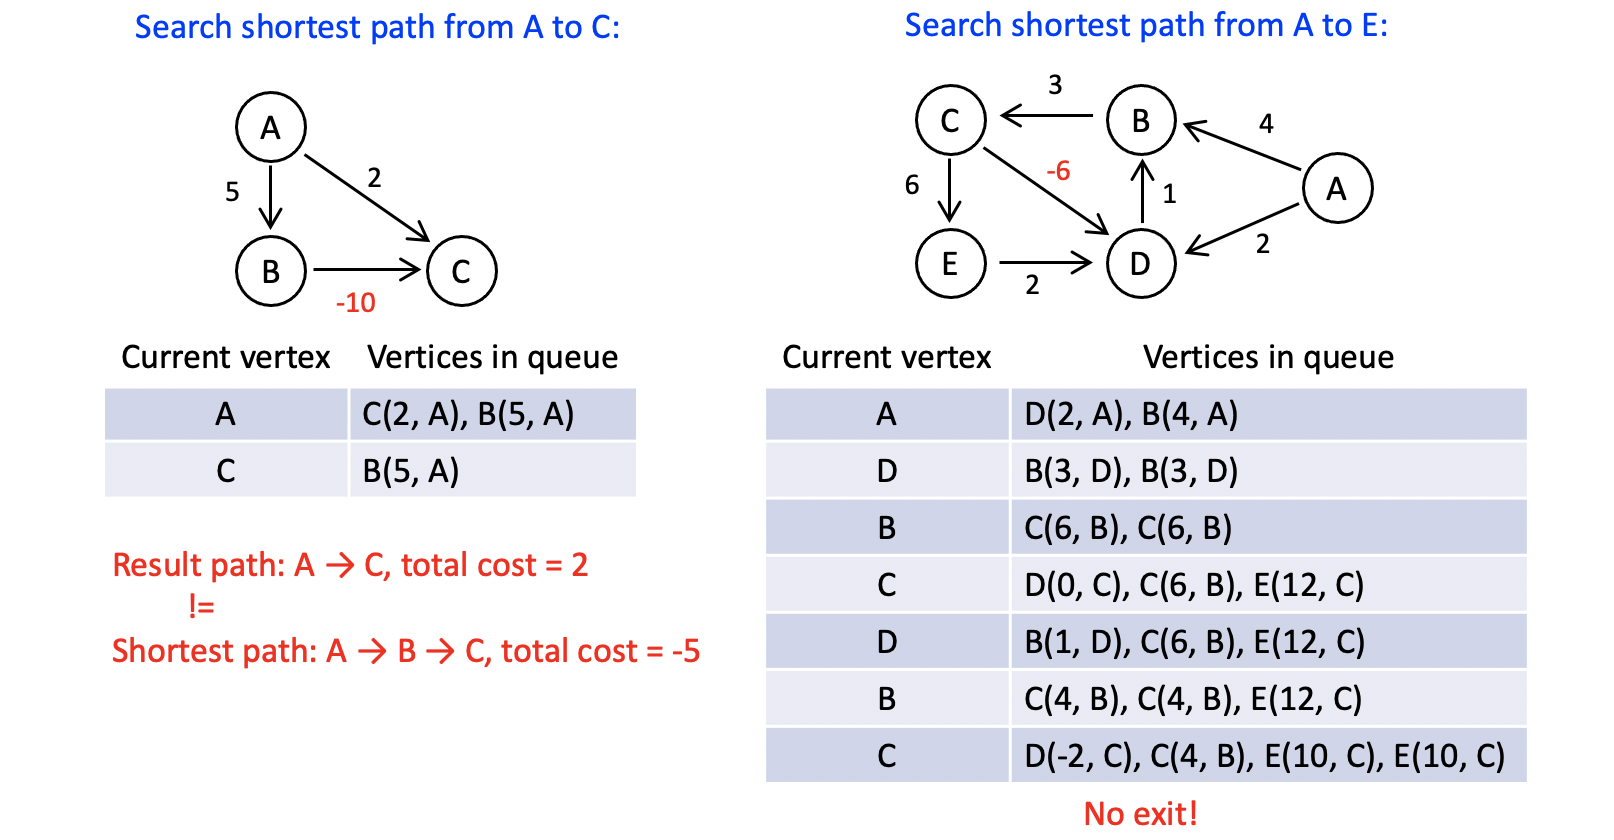 Search shortest path from A to C:
A
5
2
B
C
-10
Current vertex Vertices in queue
A C(2, A), B(5, A)
C B(5, A)
Result path: A → C, total cost = 2
!=
Shortest path: A → B → C, total cost = -5
Search shortest path from A to E:
3
C
B
4
-6
6
1
A
E
D
2
2
Current vertex Vertices in queue
A D(2, A), B(4, A)
D B(3, D), B(3, D)
B C(6, B), C(6, B)
C D(0, C), C(6, B), E(12, C)
D B(1, D), C(6, B), E(12, C)
B C(4, B), C(4, B), E(12, C)
C D(-2, C), C(4, B), E(10, C), E(10, C)
No exit!